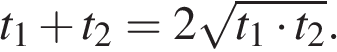 t₁ + t₂ = 2√(t₁ · t₂).